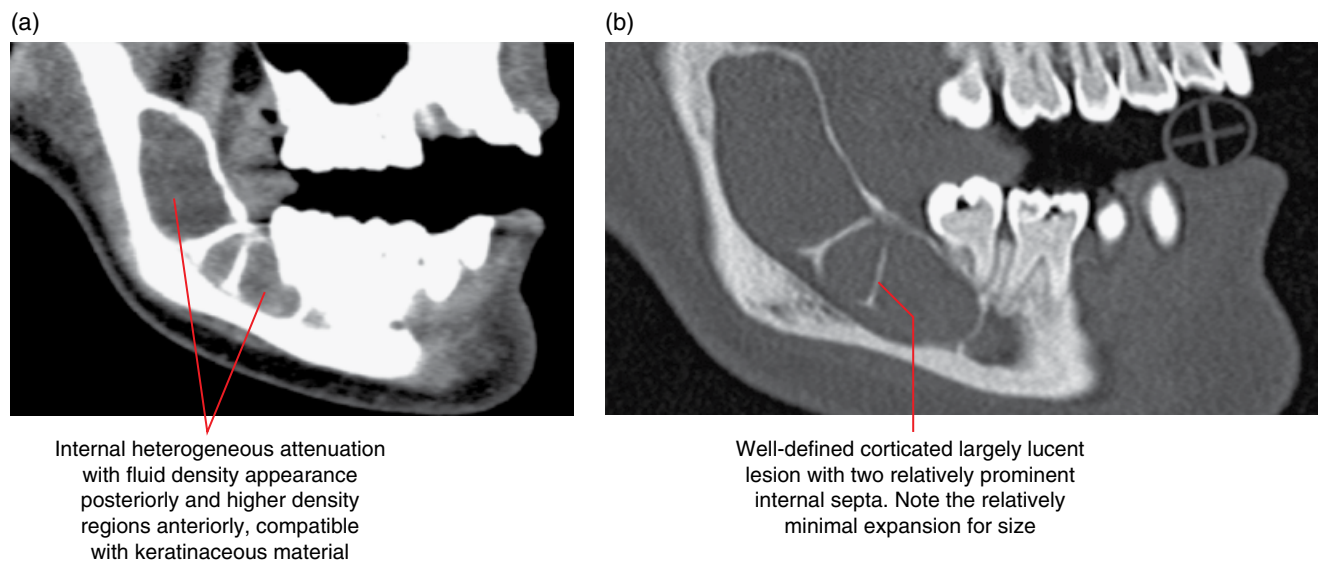 (a)
(b)
Internal heterogeneous attenuation
with fluid density appearance
posteriorly and higher density
regions anteriorly, compatible
with keratinaceous material
Well-defined corticated largely lucent
lesion with two relatively prominent
internal septa. Note the relatively
minimal expansion for size